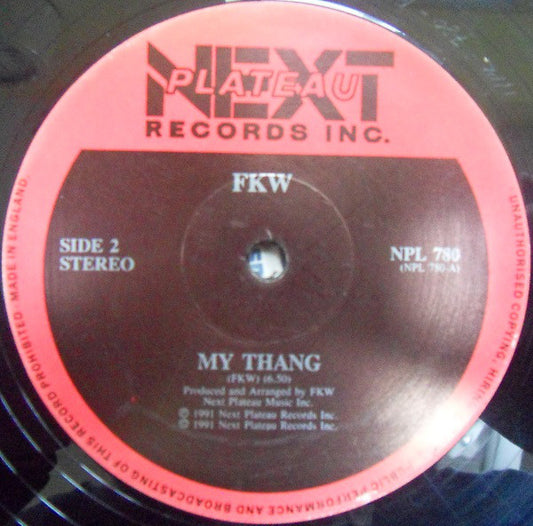 NEXT
PLATEAU
RECORDS INC.
FKW
SIDE 2
STEREO
NPL 780
(NPL 780-A)
MY THANG
(FKW) (6.50)
Produced and Arranged by FKW
Next Plateau Music Inc.
Ⓟ 1991 Next Plateau Records Inc.
© 1991 Next Plateau Records Inc.
UNAUTHORISED COPYING, PUBLIC PERFORMANCE AND BROADCASTING OF THIS RECORD PROHIBITED · MADE IN ENGLAND.